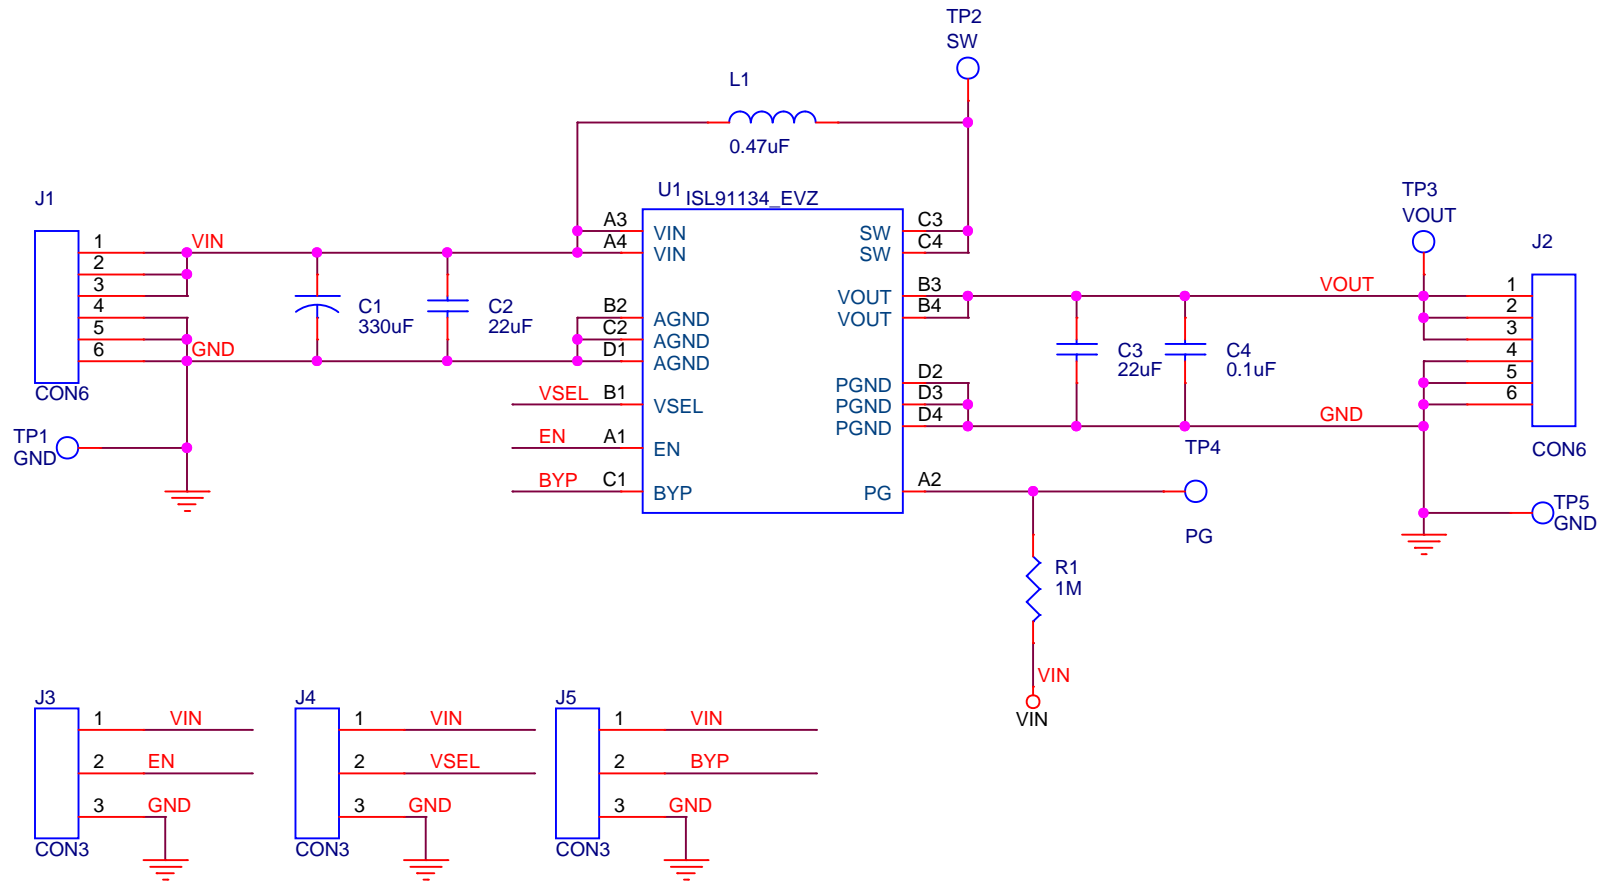 TP2
SW
L1
0.47uF
J1
U1
ISL91134_EVZ
TP3
VOUT
J2
1
2
3
4
5
6
VIN
GND
CON6
C1
330uF
C2
22uF
A3
A4
B2
C2
D1
B1
A1
C1
VSEL
EN
BYP
VIN
VIN
AGND
AGND
AGND
VSEL
EN
BYP
SW
SW
VOUT
VOUT
PGND
PGND
PGND
PG
C3
C4
B3
B4
D2
D3
D4
A2
C3
22uF
C4
0.1uF
VOUT
GND
1
2
3
4
5
6
CON6
TP1
GND
TP4
PG
TP5
GND
R1
1M
VIN
VIN
J3
1
VIN
2
EN
3
GND
CON3
J4
1
VIN
2
VSEL
3
GND
CON3
J5
1
VIN
2
BYP
3
GND
CON3